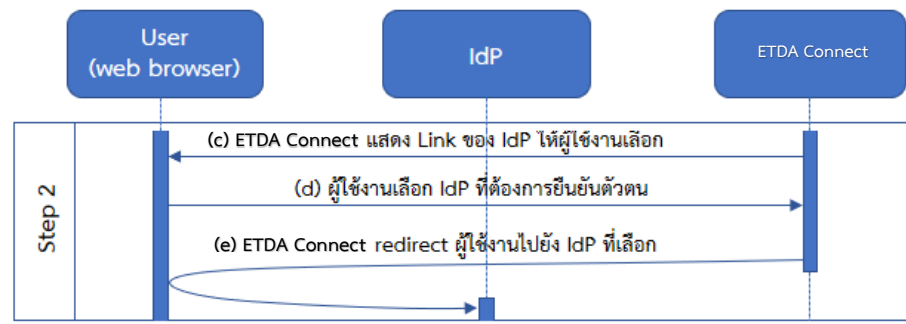 User
(web browser)
IdP
ETDA Connect
Step 2
(c) ETDA Connect แสดง Link ของ IdP ให้ผู้ใช้งานเลือก
(d) ผู้ใช้งานเลือก IdP ที่ต้องการยืนยันตัวตน
(e) ETDA Connect redirect ผู้ใช้งานไปยัง IdP ที่เลือก